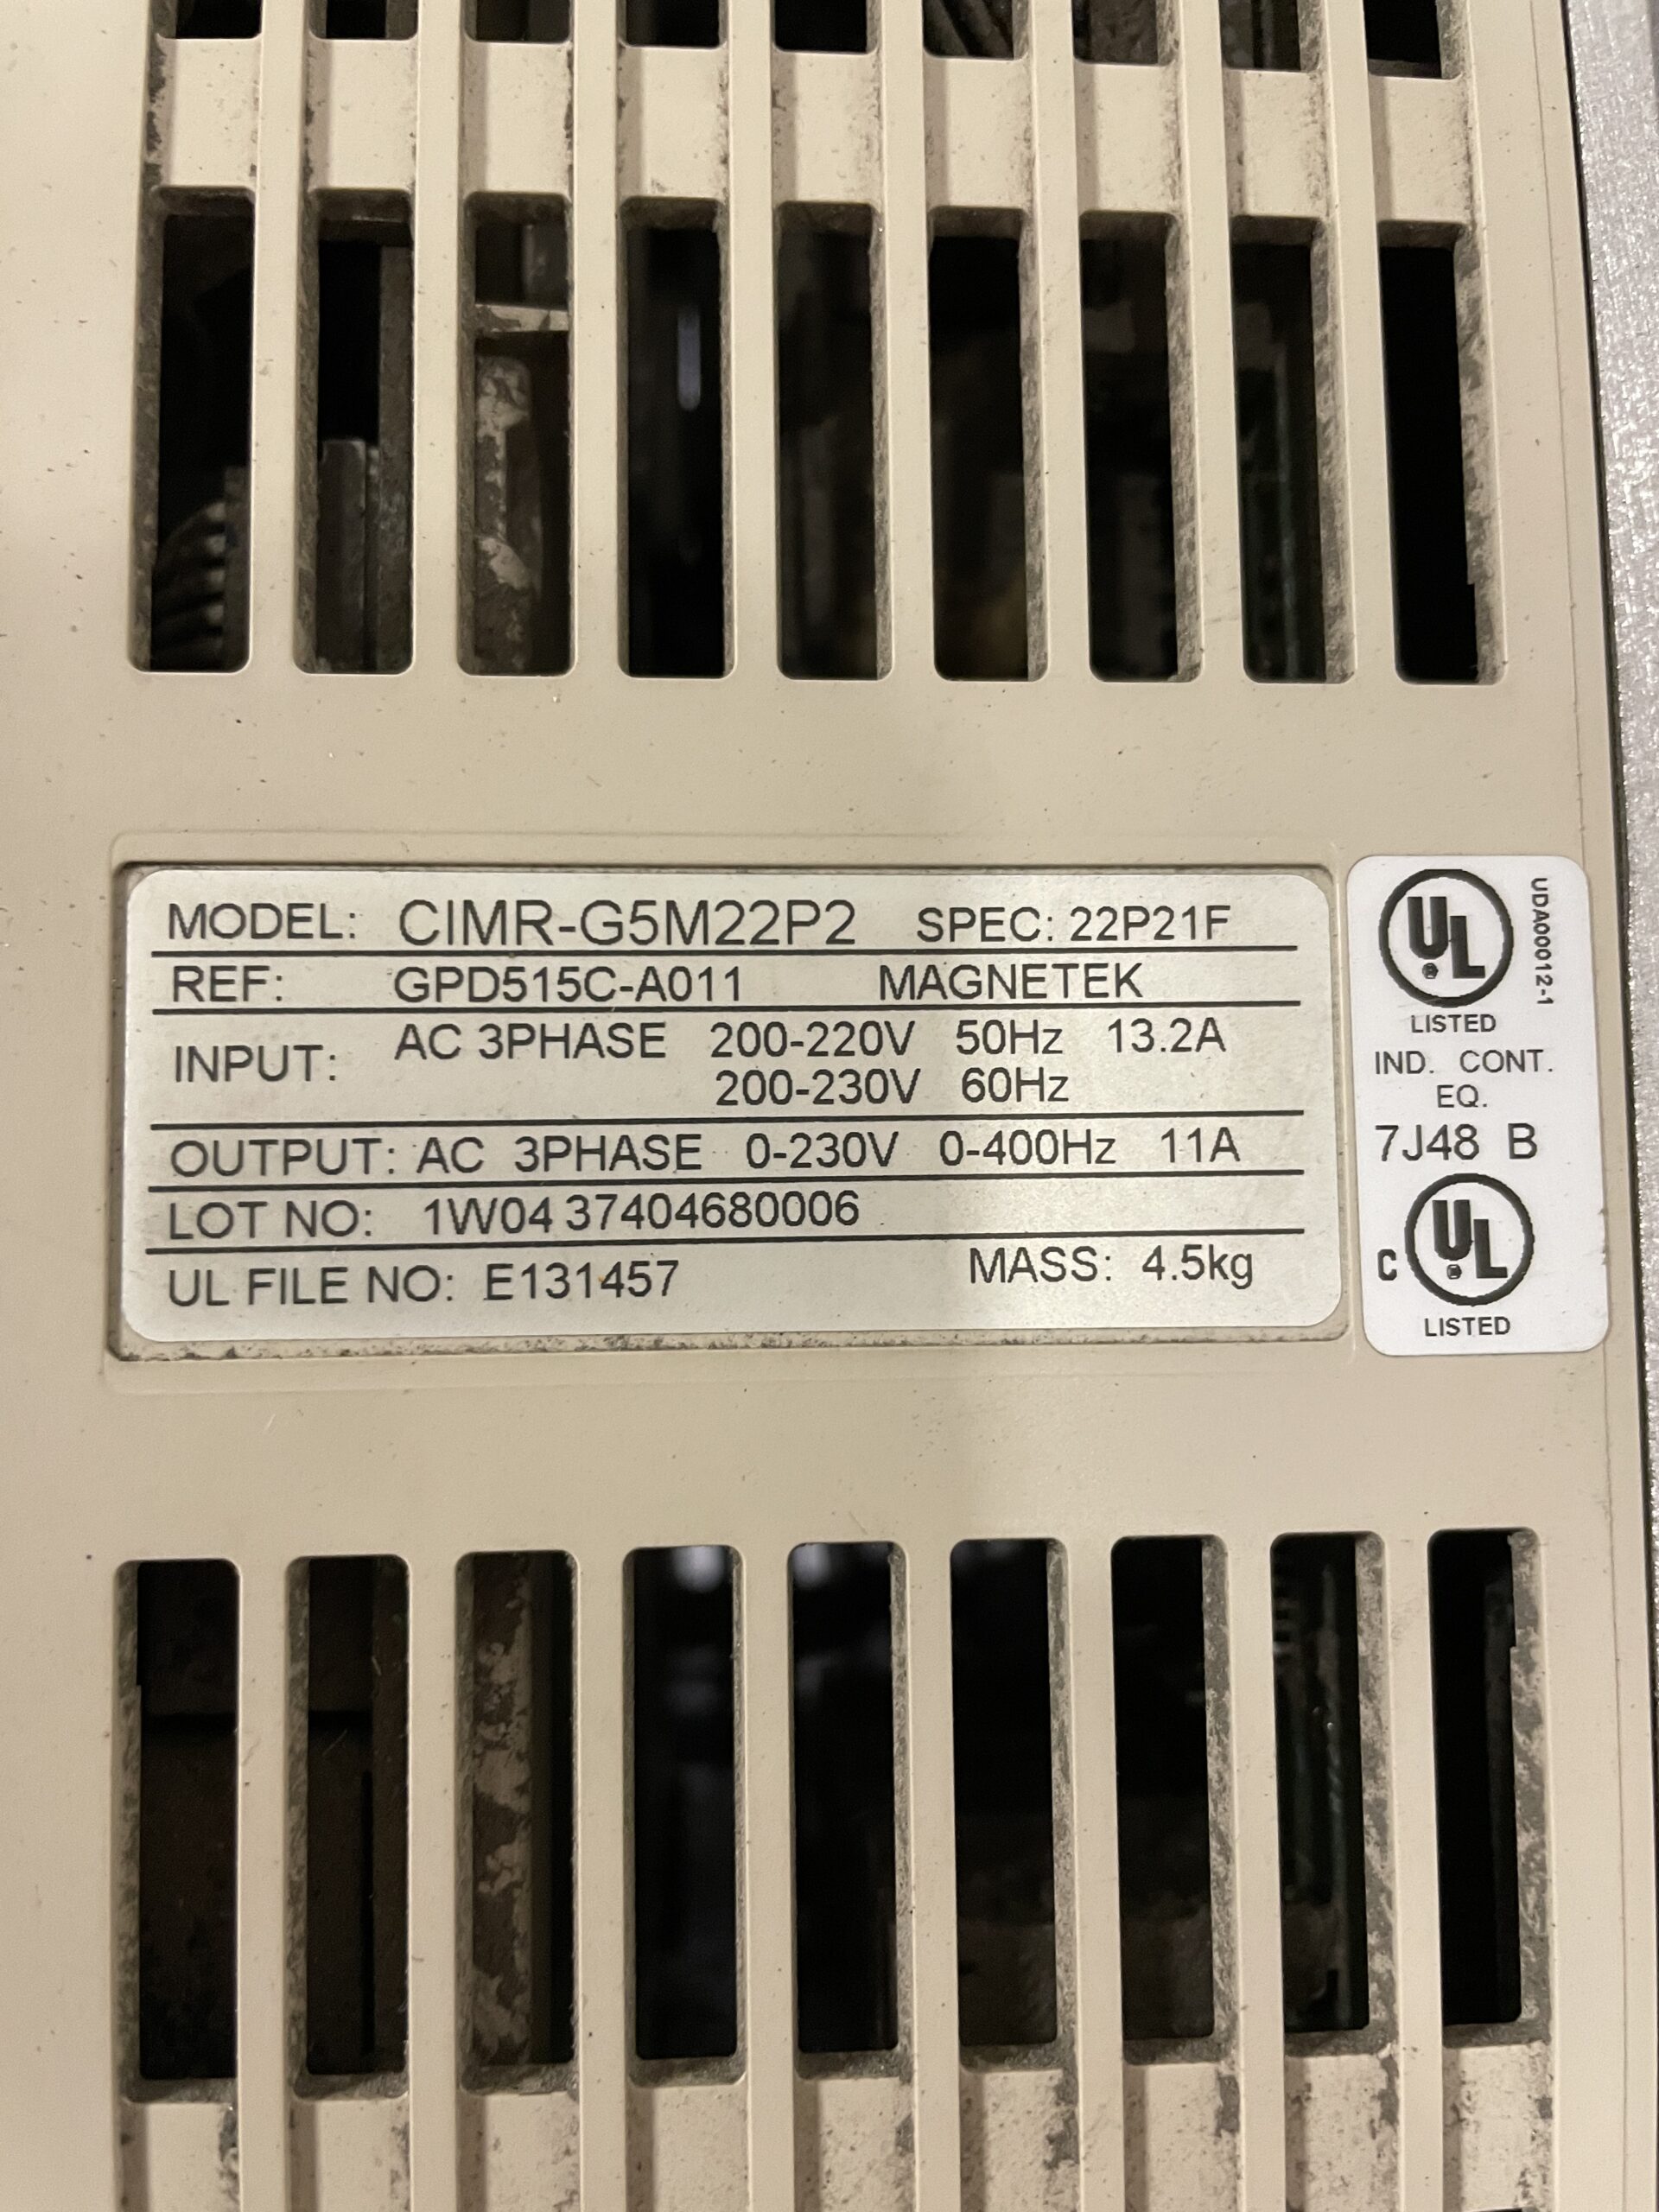 MODEL: CIMR-G5M22P2 SPEC: 22P21F
REF: GPD515C-A011 MAGNETEK
INPUT: AC 3PHASE 200-220V 50Hz 13.2A
200-230V 60Hz
OUTPUT: AC 3PHASE 0-230V 0-400Hz 11A
LOT NO: 1W04 37404680006
UL FILE NO: E131457 MASS: 4.5kg
UL
®
LISTED
UDA00012-1
IND. CONT.
EQ.
7J48 B
C UL
®
LISTED